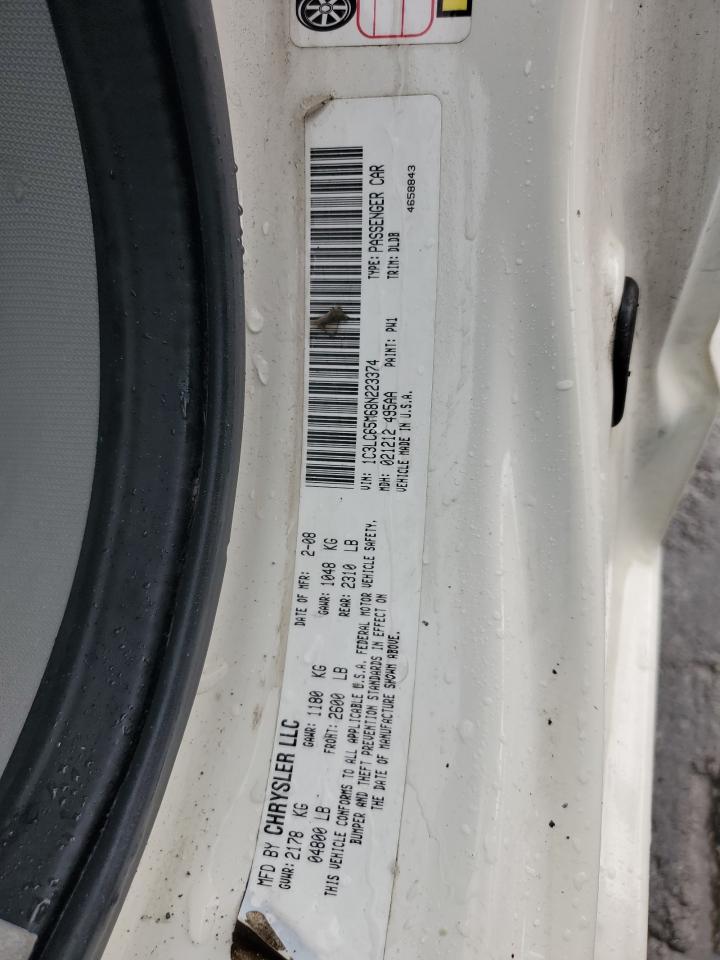 MFD BY CHRYSLER LLC
DATE OF MFR: 2-08
GVWR: 2178 KG
GAWR: 1180 KG
GAWR: 1048 KG
04800 LB
FRONT: 2600 LB
REAR: 2310 LB
THIS VEHICLE CONFORMS TO ALL APPLICABLE U.S.A. FEDERAL MOTOR VEHICLE SAFETY,
BUMPER AND THEFT PREVENTION STANDARDS IN EFFECT ON
THE DATE OF MANUFACTURE SHOWN ABOVE.
VIN: 1C3LC65M68N223374
TYPE: PASSENGER CAR
MDH: 021212 495AA
PAINT: PW1
TRIM: DLDB
VEHICLE MADE IN U.S.A.
4658843